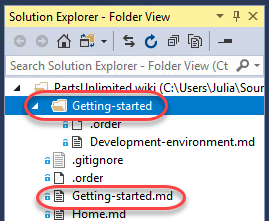 Solution Explorer - Folder View
Search Solution Explorer - Folder View
PartsUnlimited wiki (C:\Users\Julia\Sour
Getting-started
.order
Development-environment.md
.gitignore
.order
Getting-started.md
Home.md